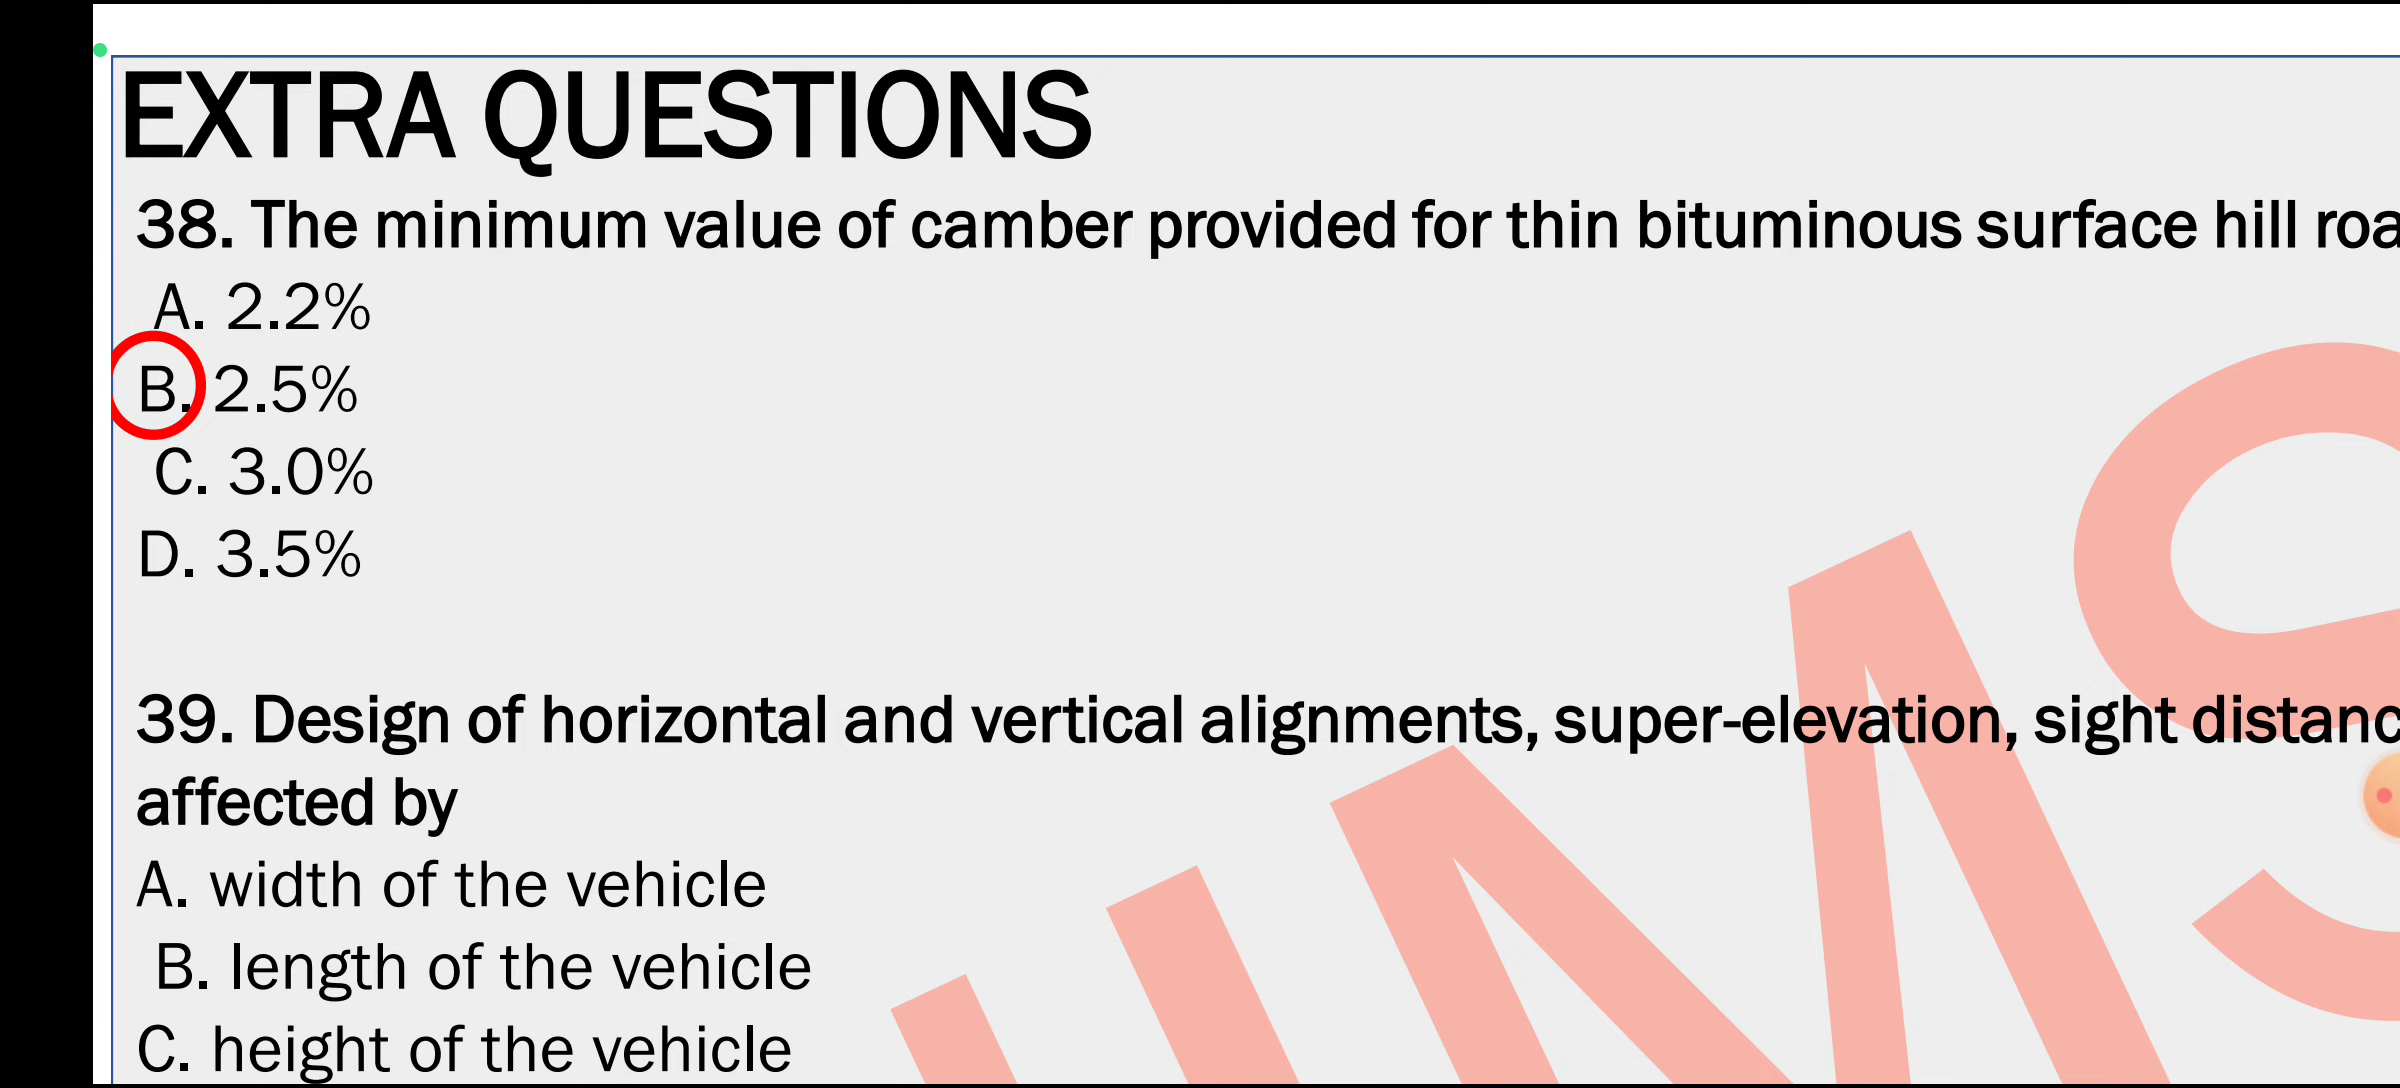 EXTRA QUESTIONS
38. The minimum value of camber provided for thin bituminous surface hill
A. 2.2%
B. 2.5%
C. 3.0%
D. 3.5%
39. Design of horizontal and vertical alignments, super-elevation, sight
affected by
A. width of the vehicle
B. length of the vehicle
C. height of the vehicle